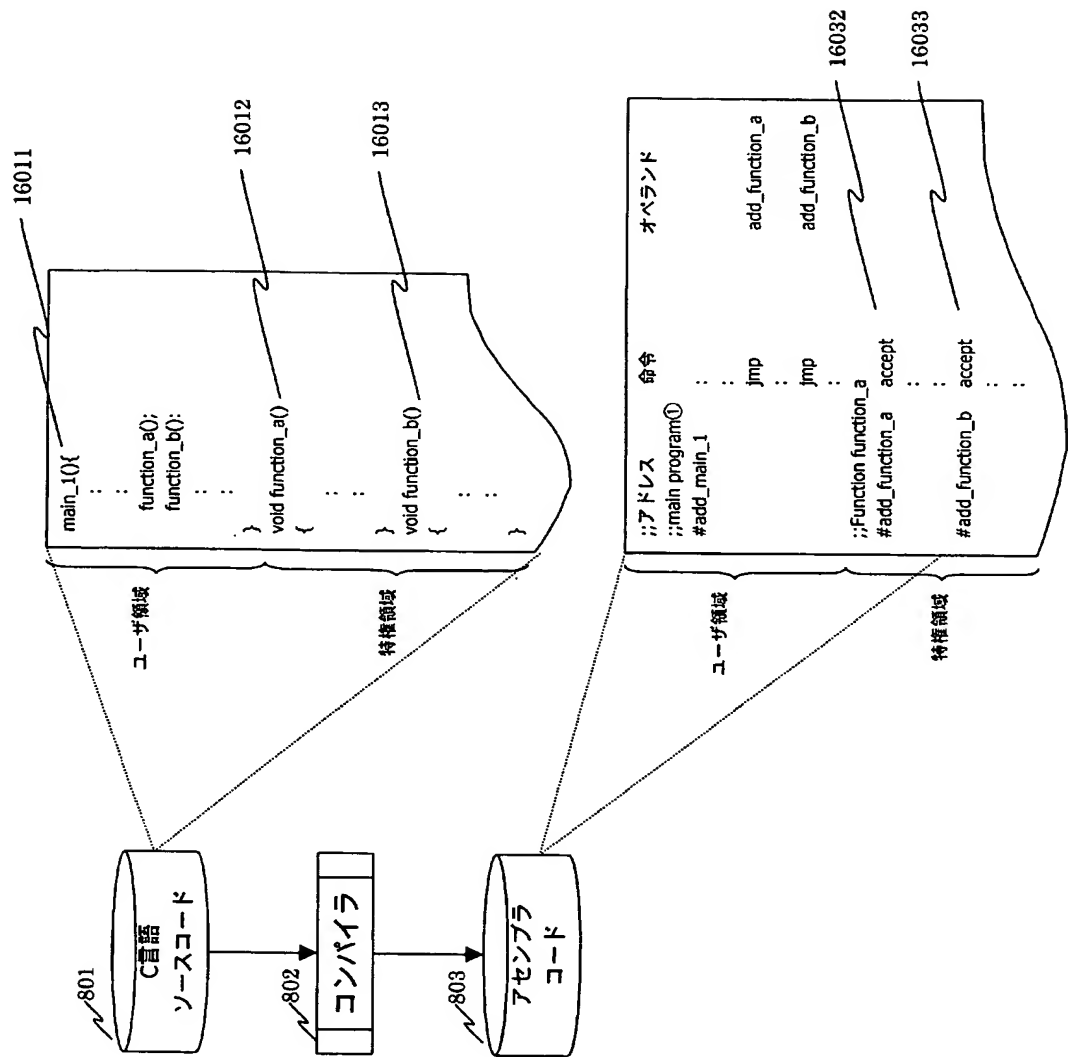 801
C言語
ソースコード
802
コンパイラ
803
アセンブラ
コード
ユーザ領域
特権領域
16011
16012
16013
main_1(){
:
:
function_a();
function_b():
:
:
}
void function_a()
{
:
:
}
void function_b()
{
:
:
}
ユーザ領域
特権領域
16032
16033
;;アドレス 命令 オペランド
;;main program①
#add_main_1 :
:
jmp add_function_a
:
jmp add_function_b
:
;;Function function_a
#add_function_a accept
:
:
#add_function_b accept
:
: